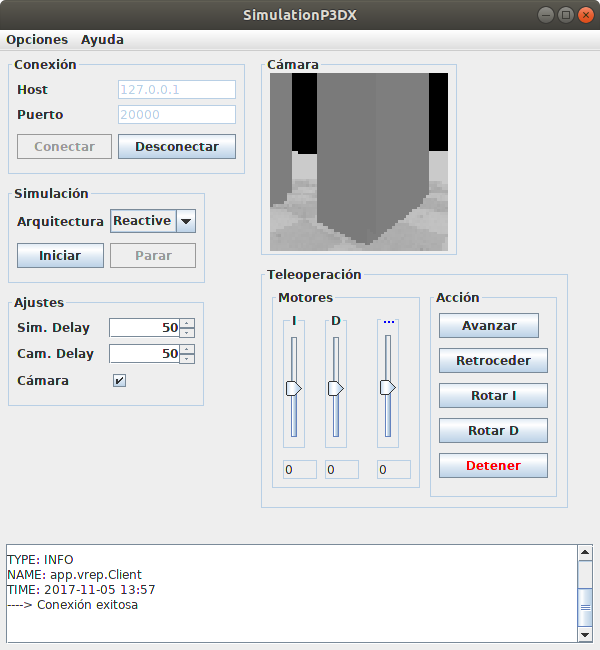 SimulationP3DX
Opciones Ayuda
Conexión
Host 127.0.0.1
Puerto 20000
Conectar Desconectar
Simulación
Arquitectura Reactive
Iniciar Parar
Ajustes
Sim. Delay 50
Cam. Delay 50
Cámara
Cámara
Teleoperación
Motores
I D ...
0 0 0
Acción
Avanzar
Retroceder
Rotar I
Rotar D
Detener
TYPE: INFO
NAME: app.vrep.Client
TIME: 2017-11-05 13:57
----> Conexión exitosa